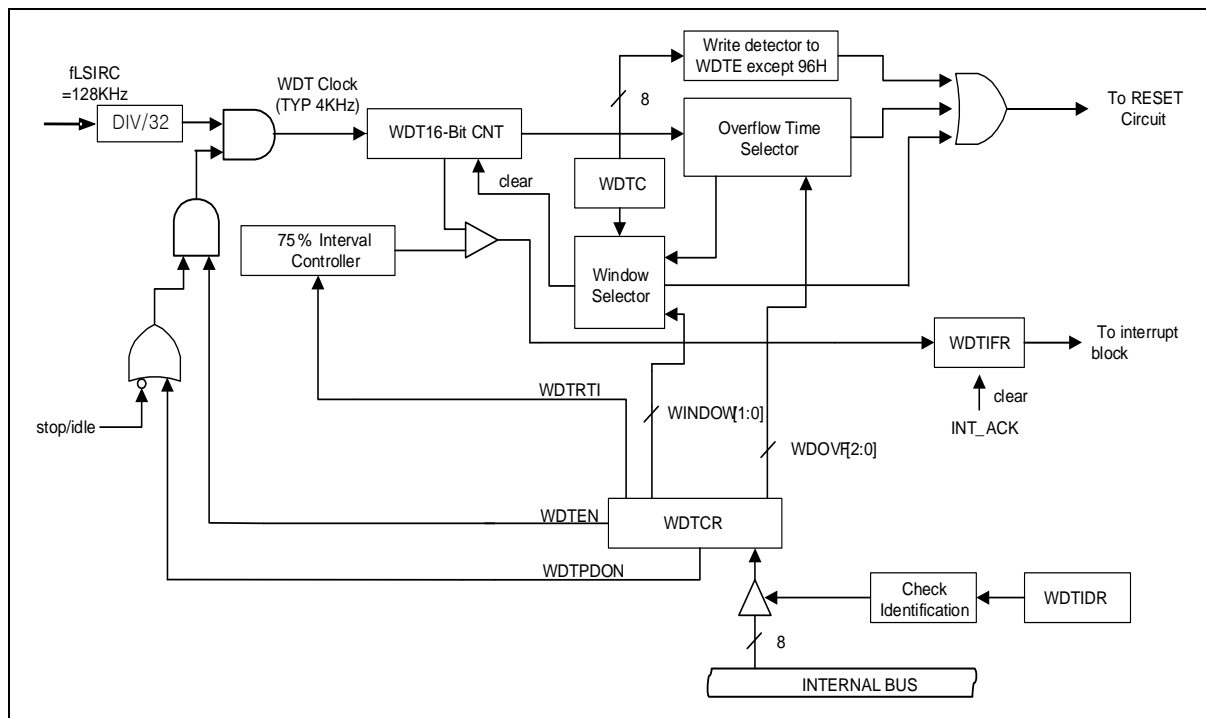 fLSIRC
=128KHz
DIV/32
WDT Clock
(TYP 4KHz)
WDT16-Bit CNT
Write detector to
WDTE except 96H
8
Overflow Time
Selector
To RESET
Circuit
WDTC
clear
75% Interval
Controller
Window
Selector
WDTIFR
To interrupt
block
clear
INT_ACK
stop/idle
WDTRTI
WINDOW[1:0]
WDOVF[2:0]
WDTEN
WDTCR
WDTPDON
Check
Identification
WDTIDR
8
INTERNAL BUS